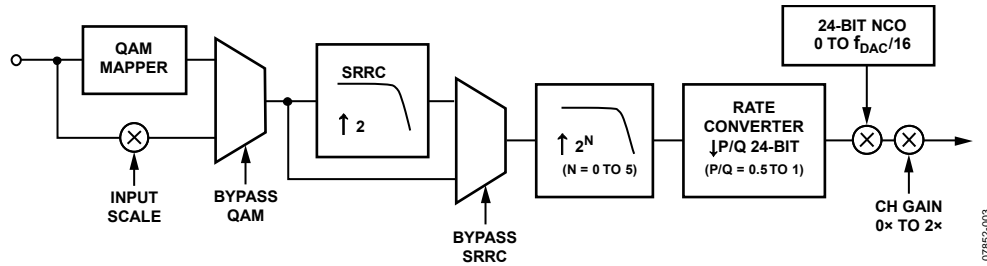 QAM
MAPPER
INPUT
SCALE
BYPASS
QAM
SRRC
↑ 2
BYPASS
SRRC
↑ 2^N
(N = 0 TO 5)
RATE
CONVERTER
↓P/Q 24-BIT
(P/Q = 0.5 TO 1)
24-BIT NCO
0 TO fDAC/16
CH GAIN
0× TO 2×
07852-003